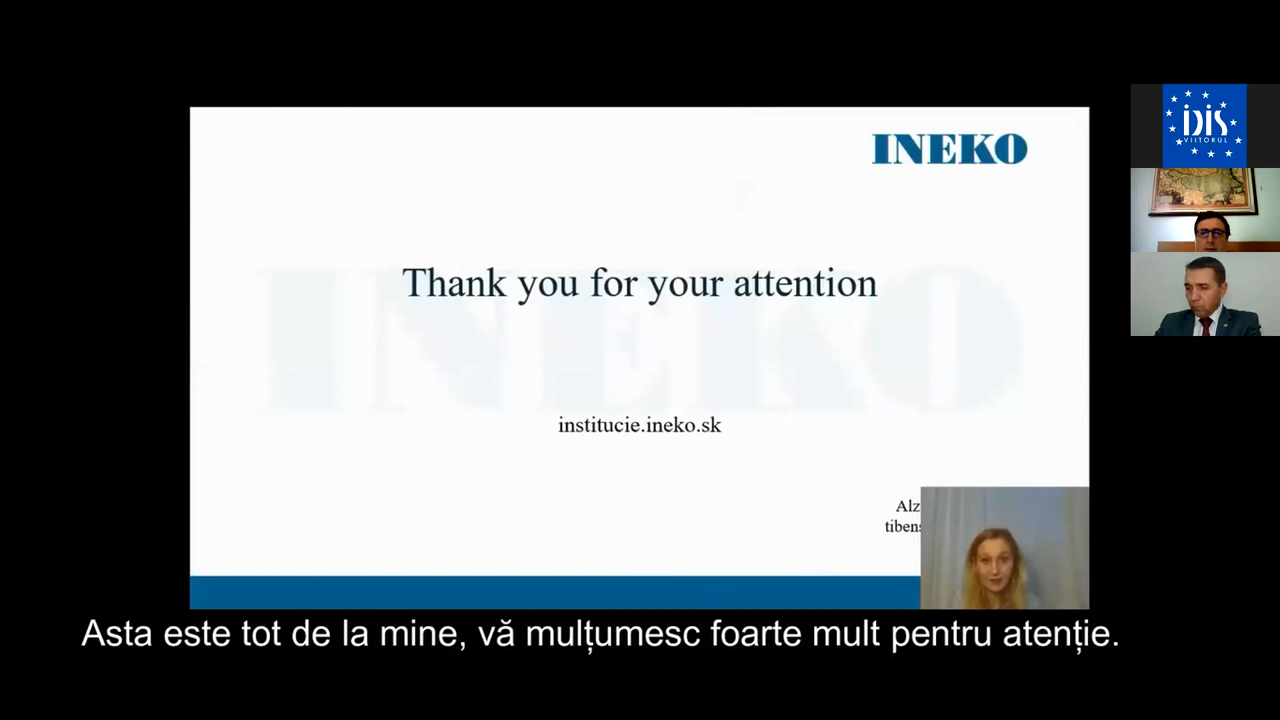 INEKO
IDIS
VIITORUL
Thank you for your attention
institucie.ineko.sk
Asta este tot de la mine, vă mulțumesc foarte mult pentru atenție.